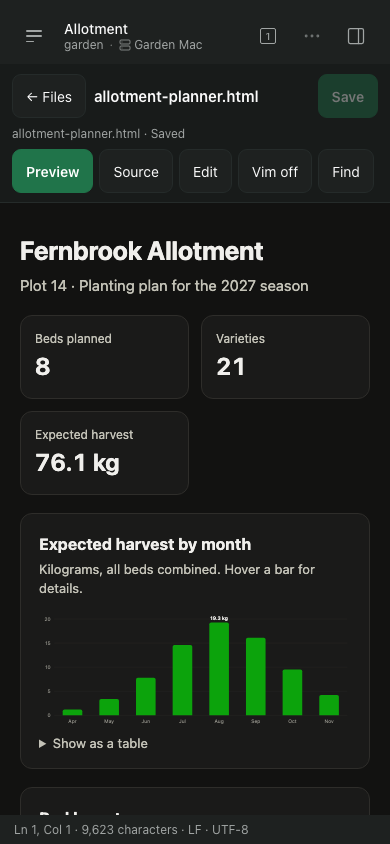 Allotment
garden · Garden Mac
1
← Files
allotment-planner.html
Save
allotment-planner.html · Saved
Preview
Source
Edit
Vim off
Find
Fernbrook Allotment
Plot 14 · Planting plan for the 2027 season
Beds planned
8
Varieties
21
Expected harvest
76.1 kg
Expected harvest by month
Kilograms, all beds combined. Hover a bar for
details.
19.3 kg
20
15
10
5
0
Apr May Jun Jul Aug Sep Oct Nov
▶ Show as a table
Ln 1, Col 1 · 9,623 characters · LF · UTF-8